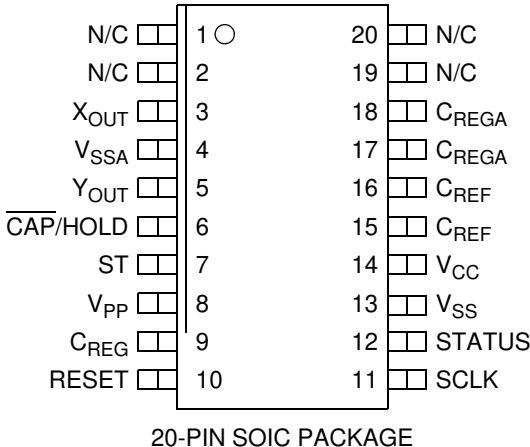 N/C 1 20 N/C
N/C 2 19 N/C
XOUT 3 18 CREGA
VSSA 4 17 CREGA
YOUT 5 16 CREF
CAP/HOLD 6 15 CREF
ST 7 14 VCC
VPP 8 13 VSS
CREG 9 12 STATUS
RESET 10 11 SCLK
20-PIN SOIC PACKAGE